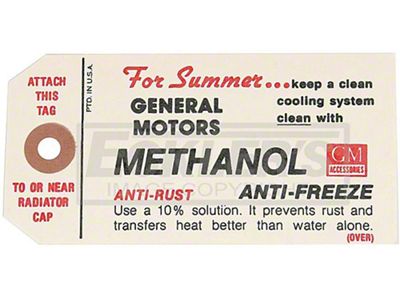 ATTACH
THIS
TAG
TO OR NEAR
RADIATOR
CAP
PTD. IN U.S.A.
For Summer... keep a clean
cooling system
clean with
GENERAL
MOTORS
METHANOL
GM
ACCESSORIES
ANTI-RUST ANTI-FREEZE
Use a 10% solution. It prevents rust and
transfers heat better than water alone.
(OVER)